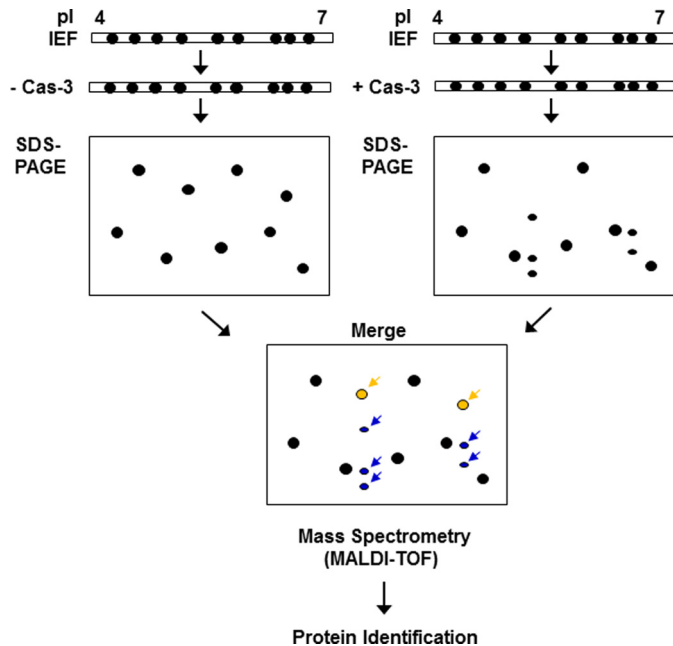 pI 4 7
IEF
- Cas-3
SDS-
PAGE
pI 4 7
IEF
+ Cas-3
SDS-
PAGE
Merge
Mass Spectrometry
(MALDI-TOF)
Protein Identification